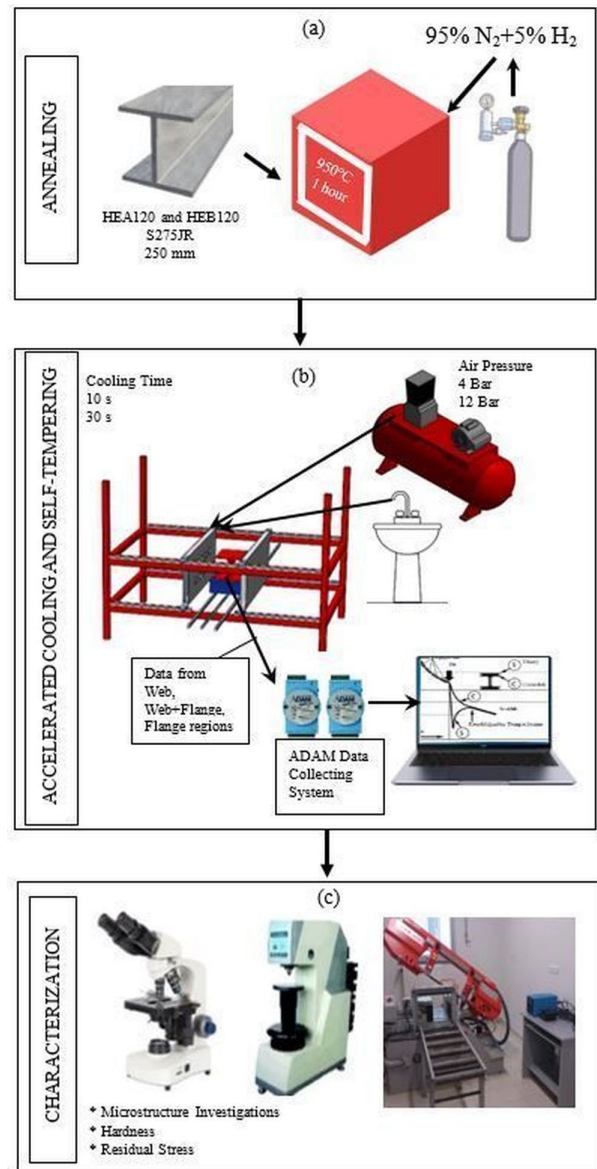 (a)
95% N₂+5% H₂
ANNEALING
950°C
1 hour
HEA120 and HEB120
S275JR
250 mm
ACCELERATED COOLING AND SELF-TEMPERING
(b)
Cooling Time
10 s
30 s
Air Pressure
4 Bar
12 Bar
Data from
Web,
Web+Flange,
Flange regions
ADAM
ADAM
ADAM Data
Collecting
System
S
C
C
S
(c)
CHARACTERIZATION
* Microstructure Investigations
* Hardness
* Residual Stress